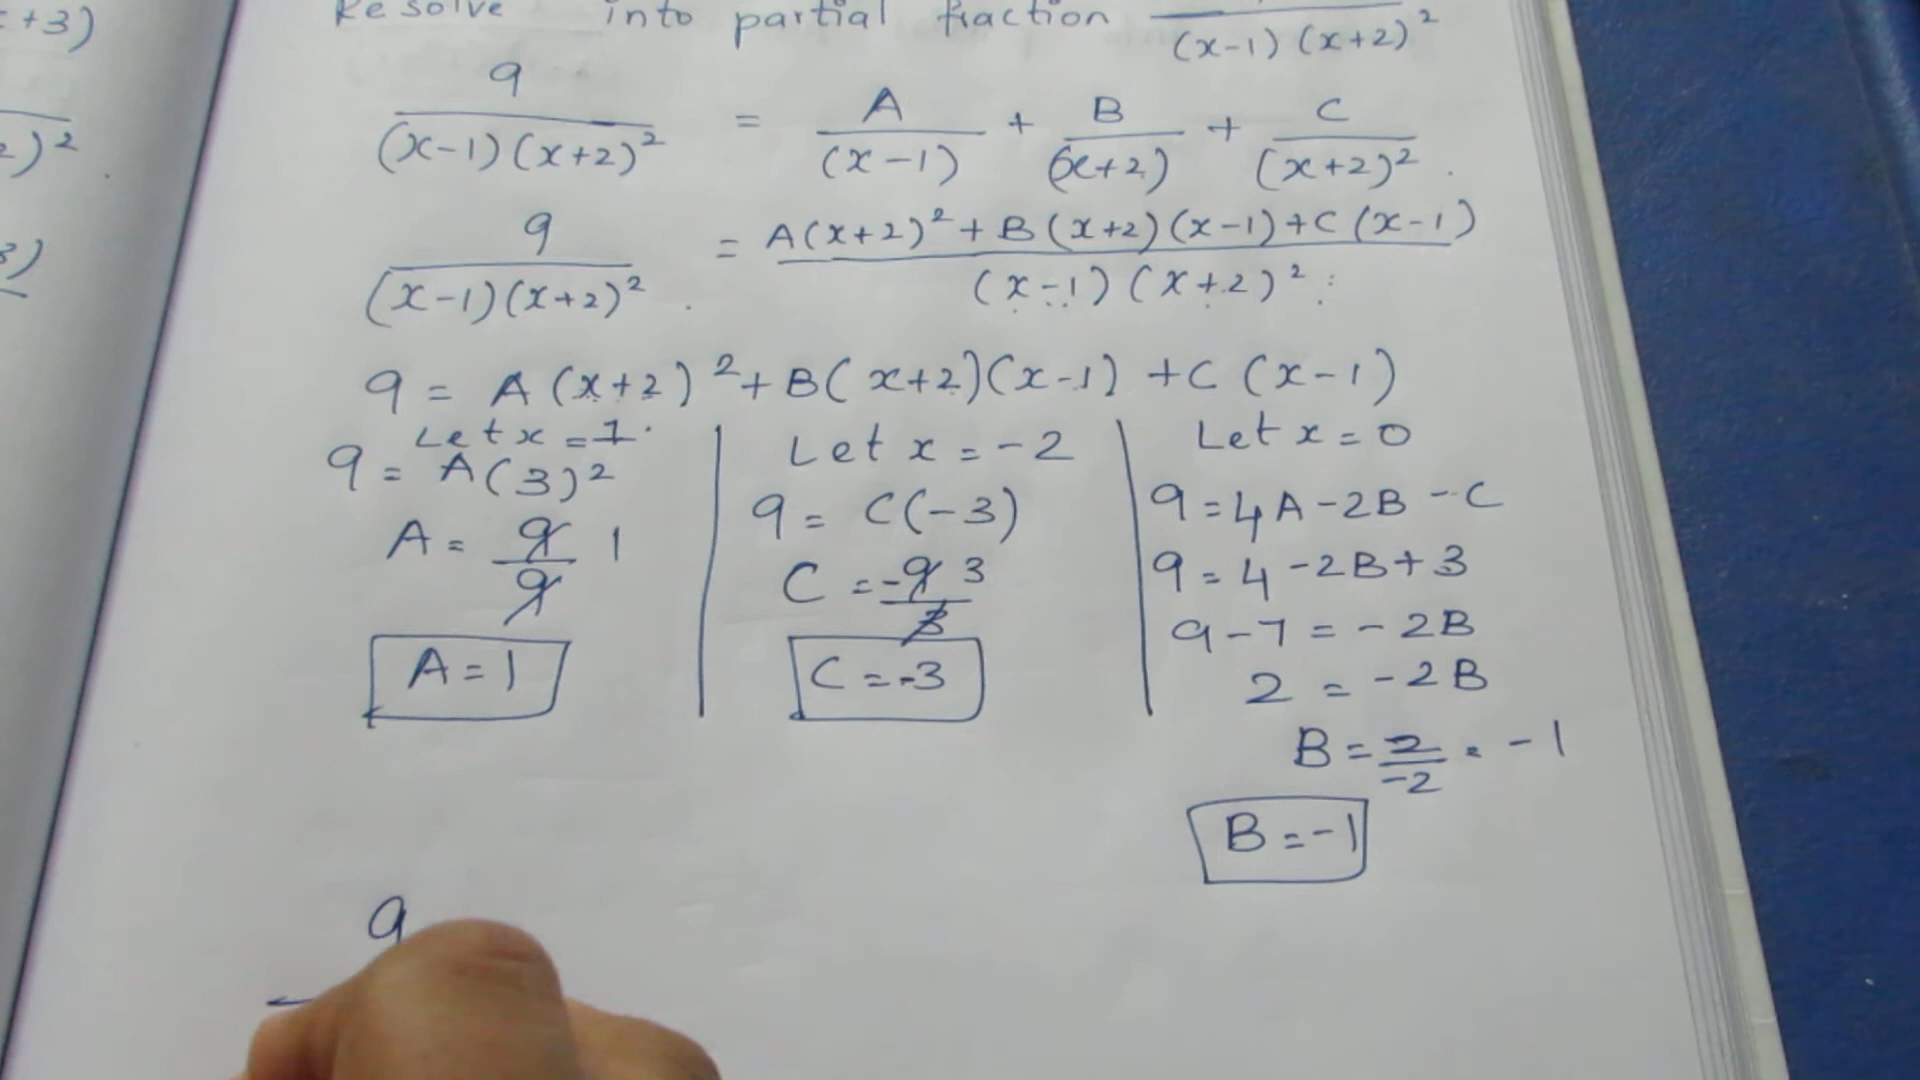 +3)
)²
3)
Resolve into partial fraction
(x-1) (x+2)²
9/(x-1)(x+2)² = A/(x-1) + B/(x+2) + C/(x+2)².
9/(x-1)(x+2)². = A(x+2)²+B(x+2)(x-1)+C(x-1)/(x-1)(x+2)²
9 = A(x+2)²+B(x+2)(x-1)+C(x-1)
Let x = 1.
9 = A(3)²
A = 9/9 1
A = 1
Let x = -2
9 = C(-3)
C = -9/3 3
C = -3
Let x = 0
9 = 4A-2B-C
9 = 4-2B+3
9-7 = -2B
2 = -2B
B = 2/-2 = -1
B = -1
9